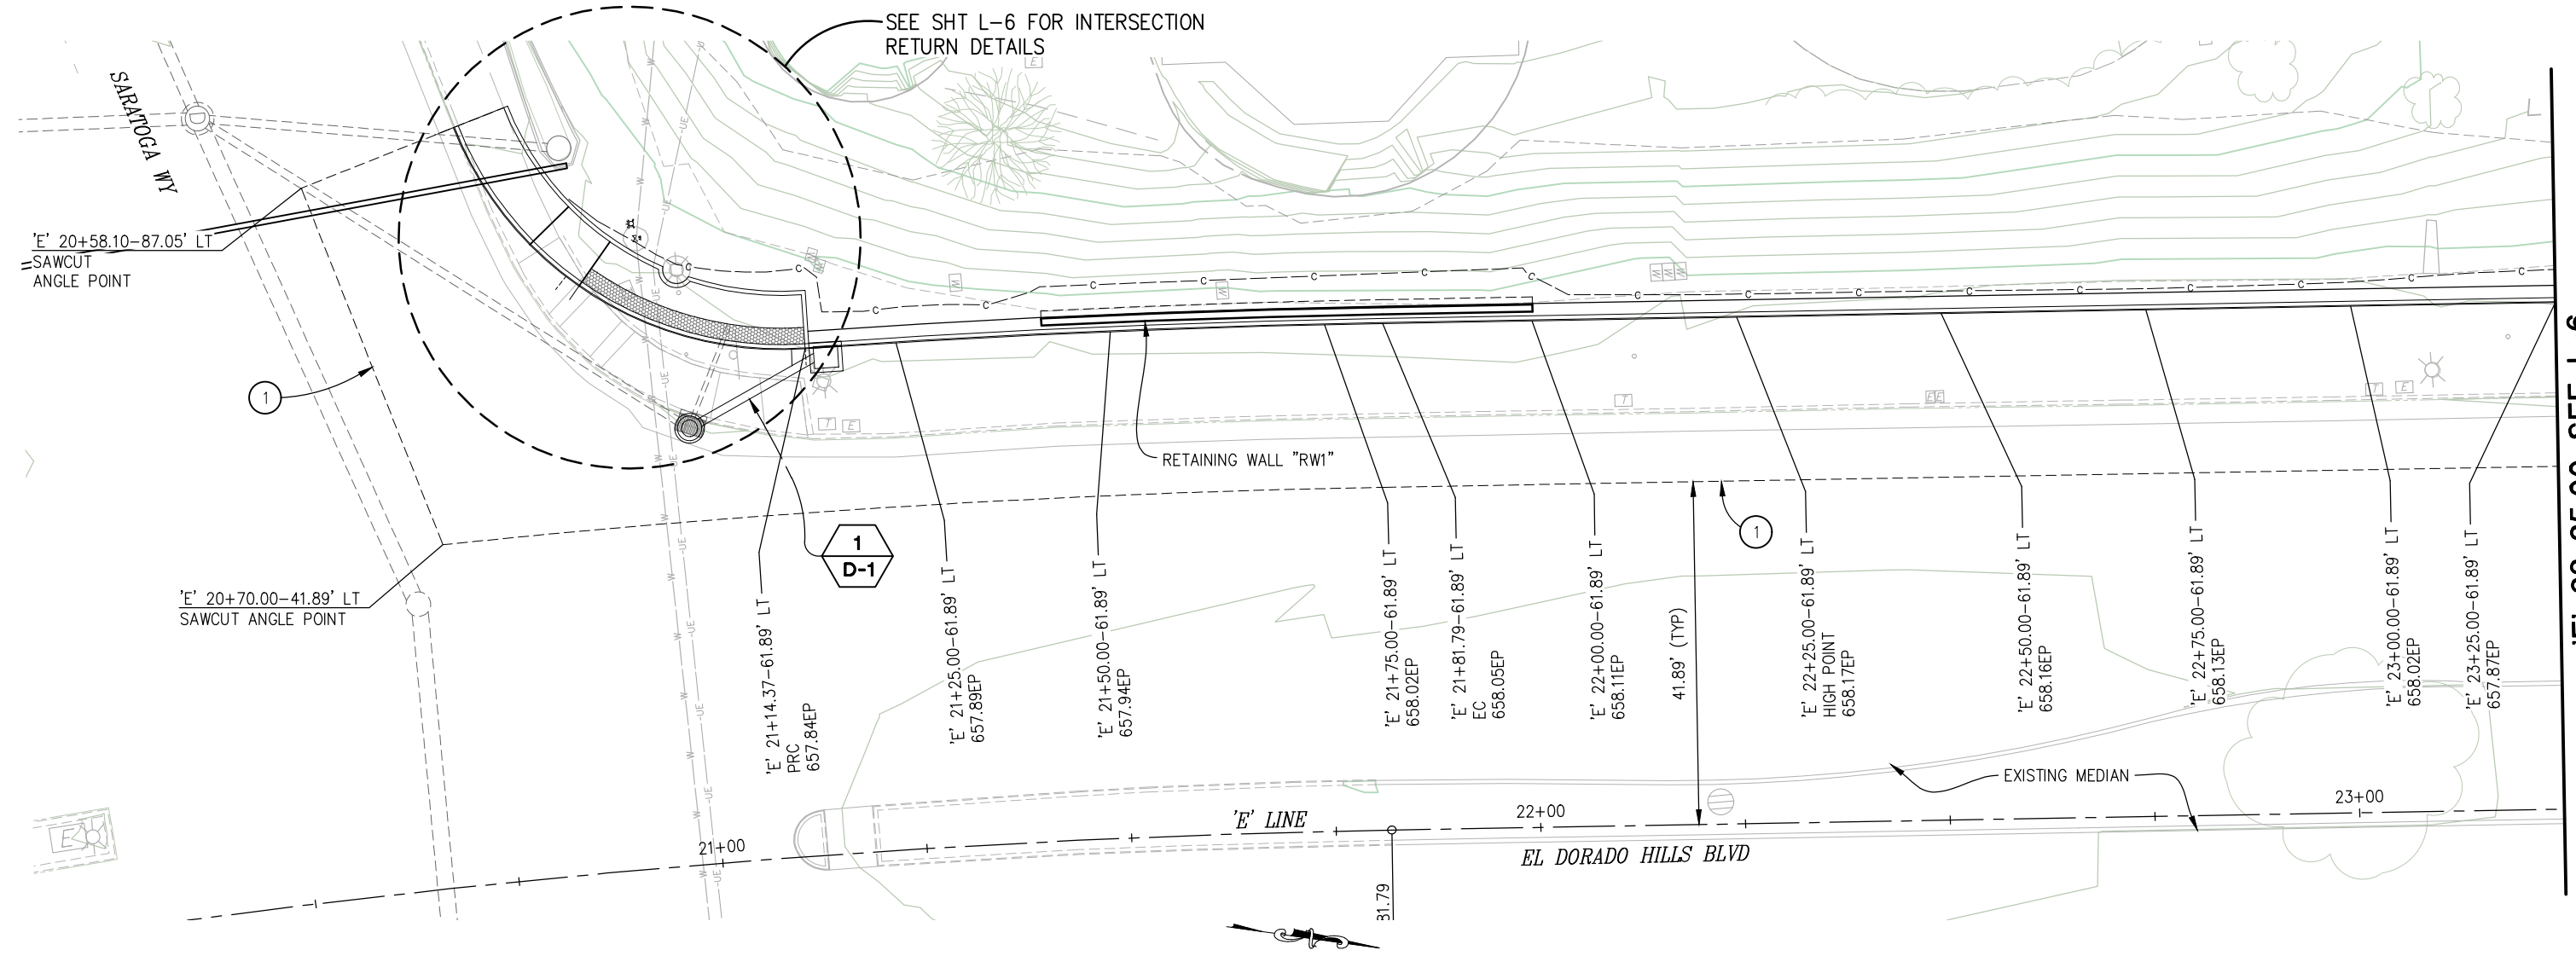 SEE SHT L-6 FOR INTERSECTION
RETURN DETAILS
SARATOGA WY
'E' 20+58.10-87.05' LT
SAWCUT
ANGLE POINT
1
'E' 20+70.00-41.89' LT
SAWCUT ANGLE POINT
1
D-1
RETAINING WALL "RW1"
1
'E' 21+14.37-61.89' LT
PRC
657.84EP
'E' 21+25.00-61.89' LT
657.89EP
'E' 21+50.00-61.89' LT
657.94EP
'E' 21+75.00-61.89' LT
658.02EP
'E' 21+81.79-61.89' LT
EC
658.05EP
'E' 22+00.00-61.89' LT
658.11EP
41.89' (TYP)
'E' 22+25.00-61.89' LT
HIGH POINT
658.17EP
'E' 22+50.00-61.89' LT
658.16EP
'E' 22+75.00-61.89' LT
658.13EP
'E' 23+00.00-61.89' LT
658.02EP
'E' 23+25.00-61.89' LT
657.87EP
EXISTING MEDIAN
21+00
'E' LINE
22+00
23+00
EL DORADO HILLS BLVD
81.79